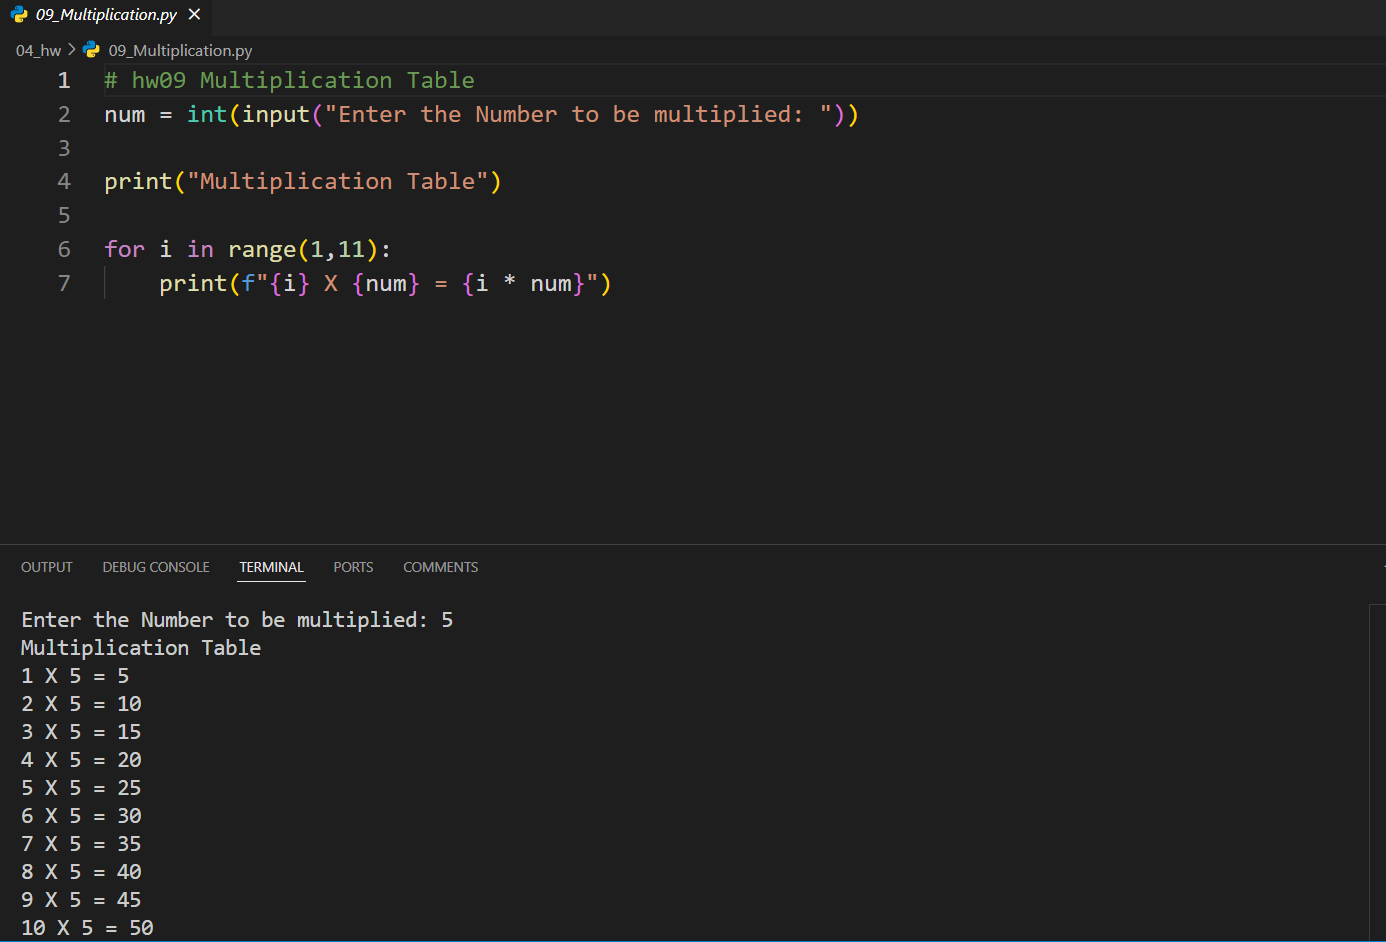 09_Multiplication.py
04_hw > 09_Multiplication.py
1 # hw09 Multiplication Table
2 num = int(input("Enter the Number to be multiplied: "))
3
4 print("Multiplication Table")
5
6 for i in range(1,11):
7     print(f"{i} X {num} = {i * num}")
OUTPUT DEBUG CONSOLE TERMINAL PORTS COMMENTS
Enter the Number to be multiplied: 5
Multiplication Table
1 X 5 = 5
2 X 5 = 10
3 X 5 = 15
4 X 5 = 20
5 X 5 = 25
6 X 5 = 30
7 X 5 = 35
8 X 5 = 40
9 X 5 = 45
10 X 5 = 50